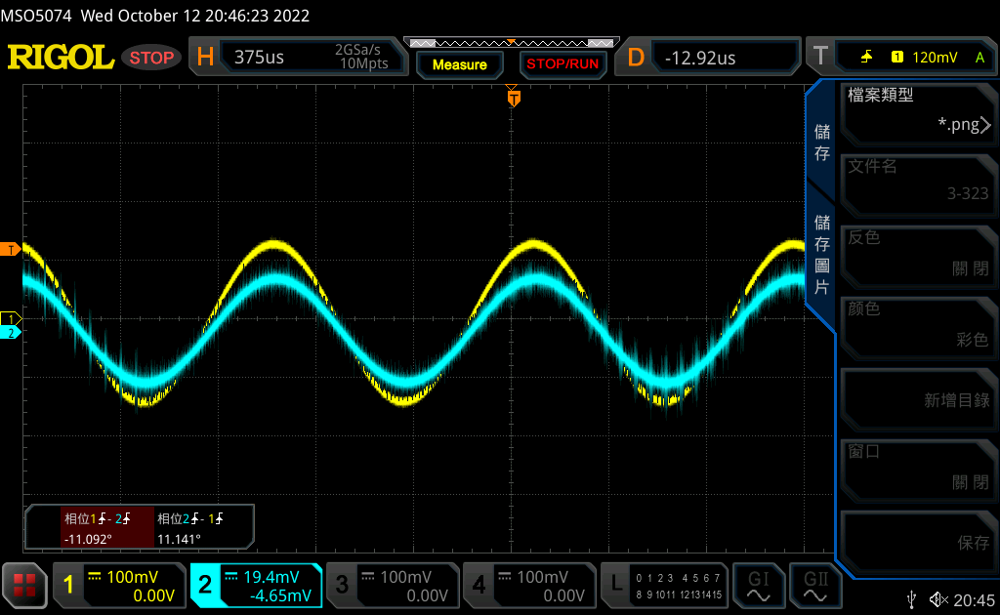 MSO5074 Wed October 12 20:46:23 2022
RIGOL STOP H 375us 2GSa/s 10Mpts Measure STOP/RUN D -12.92us T 1 120mV A
T
儲存
檔案類型
*.png
文件名
3-323
儲存圖片
反色
關 閉
颜色
彩色
新增目錄
窗口
關 閉
保存
T
1
2
相位1-2 相位2-1
-11.092° 11.141°
1 100mV 0.00V
2 19.4mV -4.65mV
3 100mV 0.00V
4 100mV 0.00V
L 0 1 2 3 4 5 6 7
8 9 10 11 12 13 14 15
GI GII
20:45